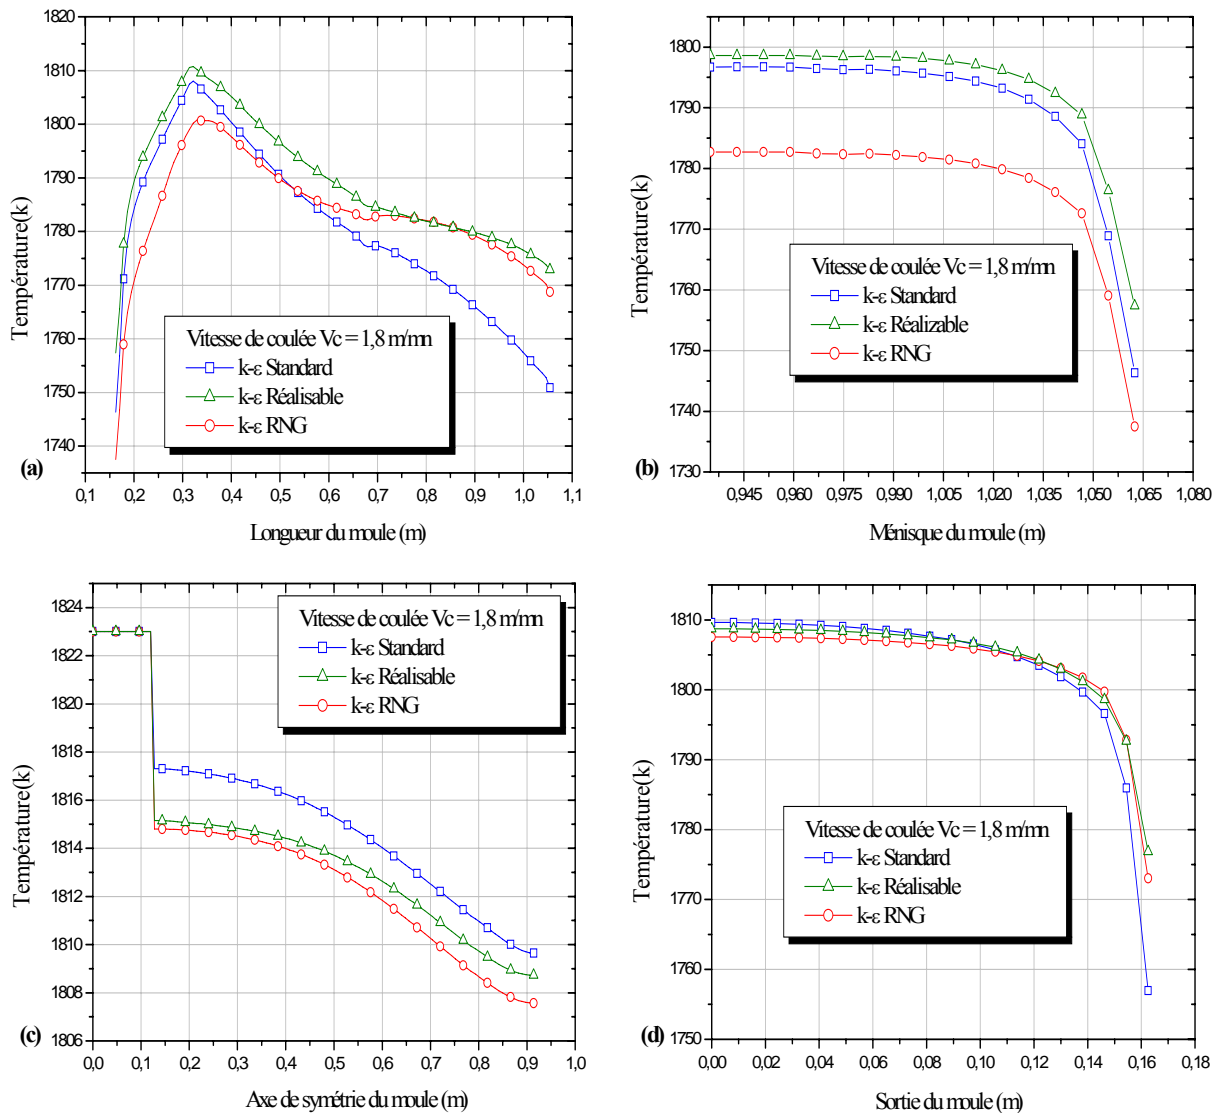 (a)
Température(k)
1820
1810
1800
1790
1780
1770
1760
1750
1740
Vitesse de coulée Vc = 1,8 m/mn
k-ε Standard
k-ε Réalisable
k-ε RNG
0,1 0,2 0,3 0,4 0,5 0,6 0,7 0,8 0,9 1,0 1,1
Longueur du moule (m)
(b)
Température(k)
1800
1790
1780
1770
1760
1750
1740
1730
Vitesse de coulée Vc = 1,8 m/mn
k-ε Standard
k-ε Réalizable
k-ε RNG
0,945 0,960 0,975 0,990 1,005 1,020 1,035 1,050 1,065 1,080
Ménisque du moule (m)
(c)
Température(k)
1824
1822
1820
1818
1816
1814
1812
1810
1808
1806
Vitesse de coulée Vc = 1,8 m/mn
k-ε Standard
k-ε Réalisable
k-ε RNG
0,0 0,1 0,2 0,3 0,4 0,5 0,6 0,7 0,8 0,9 1,0
Axe de symétrie du moule (m)
(d)
Température(k)
1810
1800
1790
1780
1770
1760
1750
Vitesse de coulée Vc = 1,8 m/mn
k-ε Standard
k-ε Réalisable
k-ε RNG
0,00 0,02 0,04 0,06 0,08 0,10 0,12 0,14 0,16 0,18
Sortie du moule (m)